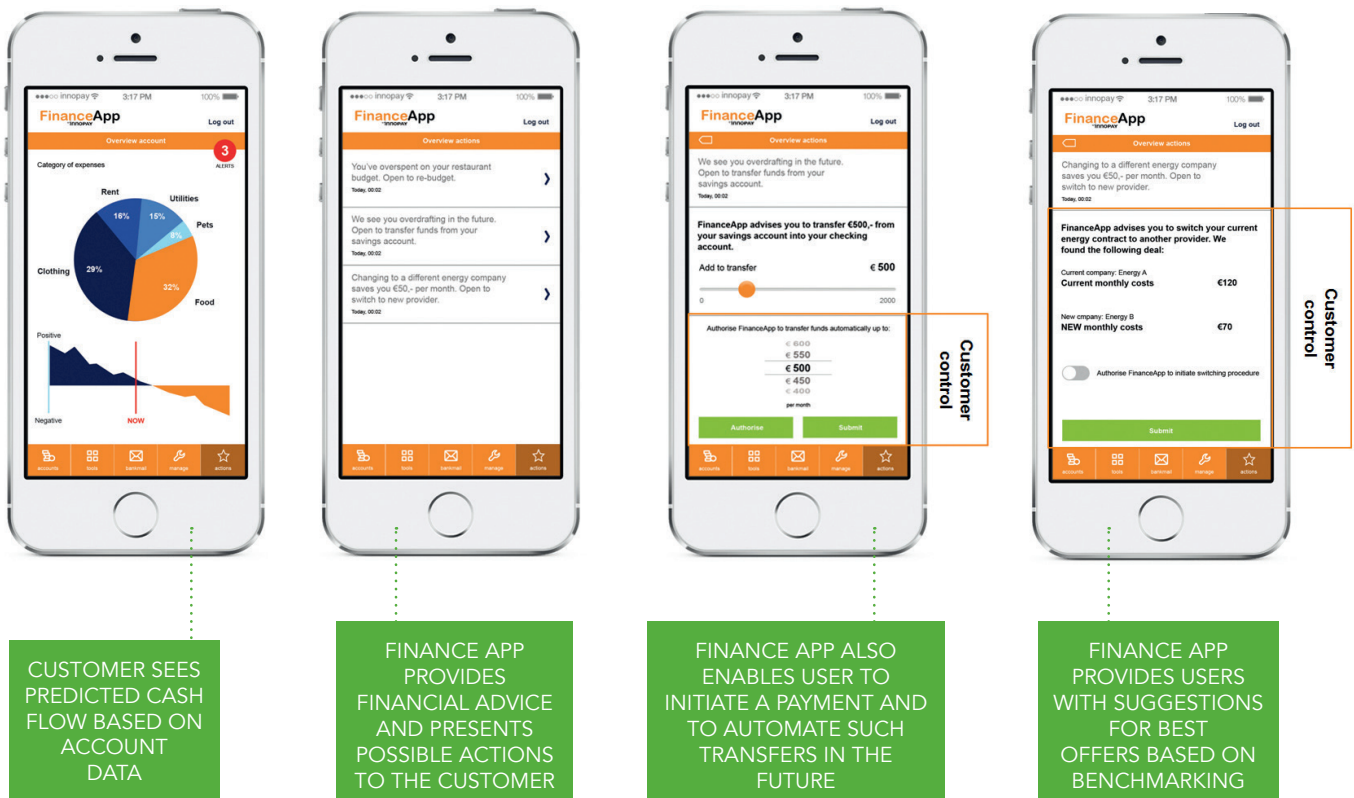 ●●●○○ innopay 3:17 PM 100%
FinanceApp
by INNOPAY
Log out
Overview account
3
ALERTS
Category of expenses
Rent
Utilities
Pets
Clothing
Food
16%
15%
8%
29%
32%
Positive
Negative
NOW
accounts tools bankmail manage actions
●●●○○ innopay 3:17 PM 100%
FinanceApp
by INNOPAY
Log out
Overview actions
You've overspent on your restaurant
budget. Open to re-budget.
Today, 00:02
We see you overdrafting in the future.
Open to transfer funds from your
savings account.
Today, 00:02
Changing to a different energy company
saves you €50,- per month. Open to
switch to new provider.
Today, 00:02
accounts tools bankmail manage actions
●●●○○ innopay 3:17 PM 100%
FinanceApp
by INNOPAY
Log out
Overview actions
We see you overdrafting in the future.
Open to transfer funds from your
savings account.
Today, 00:02
FinanceApp advises you to transfer €500,- from
your savings account into your checking
account.
Add to transfer € 500
0 2000
Authorise FinanceApp to transfer funds automatically up to:
€ 600
€ 550
€ 500
€ 450
€ 400
per month
Authorise Submit
accounts tools bankmail manage actions
Customer
control
●●●○○ innopay 3:17 PM 100%
FinanceApp
by INNOPAY
Log out
Overview actions
Changing to a different energy company
saves you €50,- per month. Open to
switch to new provider.
Today, 00:02
FinanceApp advises you to switch your current
energy contract to another provider. We
found the following deal:
Current company: Energy A
Current monthly costs €120
New cmpany: Energy B
NEW monthly costs €70
Authorise FinanceApp to initiate switching procedure
Submit
accounts tools bankmail manage actions
Customer
control
CUSTOMER SEES
PREDICTED CASH
FLOW BASED ON
ACCOUNT
DATA
FINANCE APP
PROVIDES
FINANCIAL ADVICE
AND PRESENTS
POSSIBLE ACTIONS
TO THE CUSTOMER
FINANCE APP ALSO
ENABLES USER TO
INITIATE A PAYMENT AND
TO AUTOMATE SUCH
TRANSFERS IN THE
FUTURE
FINANCE APP
PROVIDES USERS
WITH SUGGESTIONS
FOR BEST
OFFERS BASED ON
BENCHMARKING